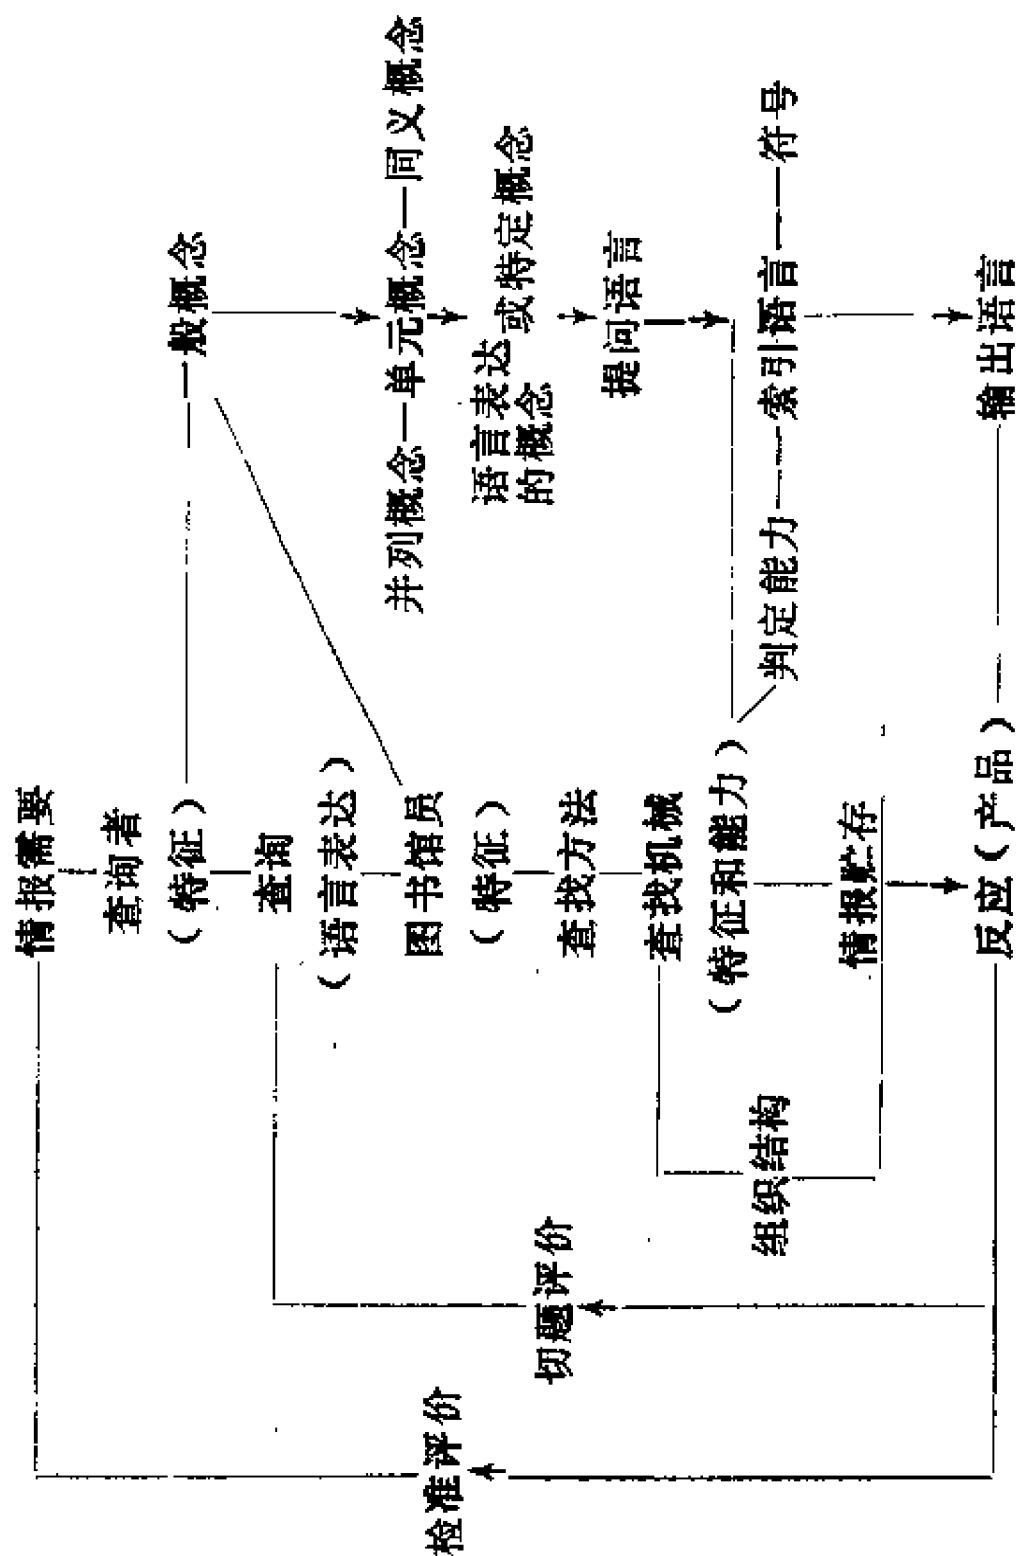 情报需要
查询者
（特征）
查询
（语言表达）
图书馆员
（特征）
查找方法
查找机械
（特征和能力）
情报贮存
反应（产品）
一般概念
并列概念—单元概念—同义概念
语言表达
的概念
或特定概念
提问语言
判定能力——索引语言——符号
输出语言
组织结构
切题评价
检准评价